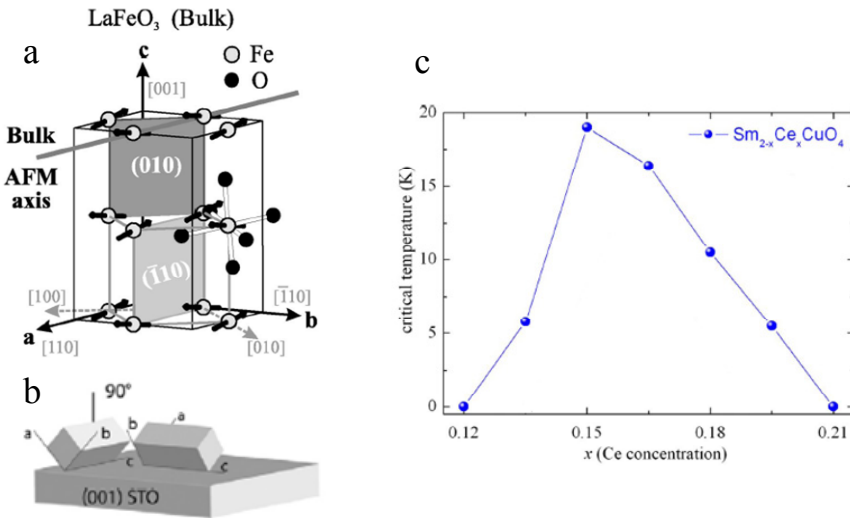 LaFeO₃ (Bulk)
a
c
Fe
O
[001]
Bulk
AFM
axis
(010)
(1̅10)
[100]
[1̅10]
a
b
[110]
[010]
b
90°
a
b
b
a
c
c
(001) STO
c
Sm₂₋ₓCeₓCuO₄
critical temperature (K)
20
15
10
5
0
0.12 0.15 0.18 0.21
x (Ce concentration)